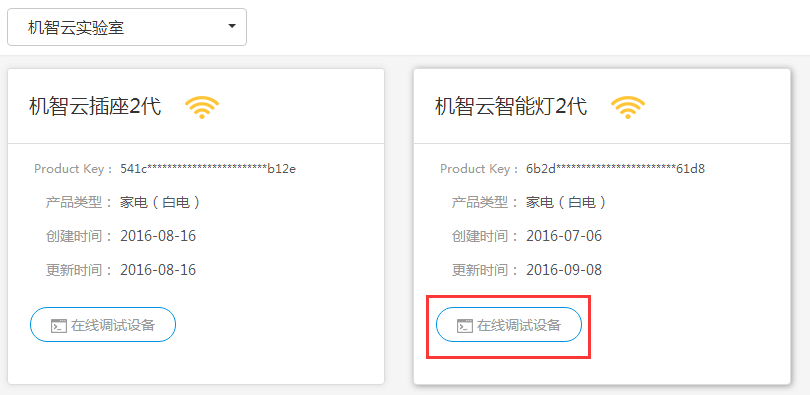 机智云实验室
机智云插座2代
Product Key： 541c************************b12e
产品类型： 家电（白电）
创建时间： 2016-08-16
更新时间： 2016-08-16
在线调试设备
机智云智能灯2代
Product Key： 6b2d************************61d8
产品类型： 家电（白电）
创建时间： 2016-07-06
更新时间： 2016-09-08
在线调试设备